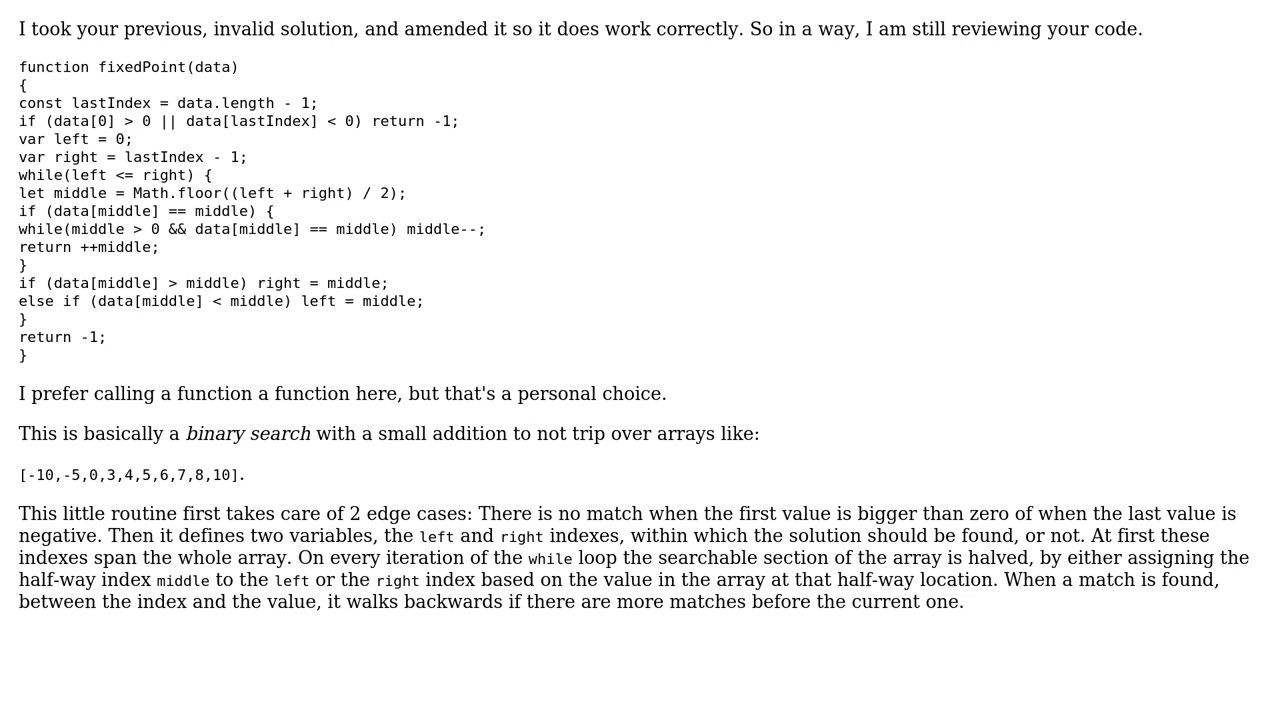 I took your previous, invalid solution, and amended it so it does work correctly. So in a way, I am still reviewing your code.
function fixedPoint(data)
{
const lastIndex = data.length - 1;
if (data[0] > 0 || data[lastIndex] < 0) return -1;
var left = 0;
var right = lastIndex - 1;
while(left <= right) {
let middle = Math.floor((left + right) / 2);
if (data[middle] == middle) {
while(middle > 0 && data[middle] == middle) middle--;
return ++middle;
}
if (data[middle] > middle) right = middle;
else if (data[middle] < middle) left = middle;
}
return -1;
}
I prefer calling a function a function here, but that's a personal choice.
This is basically a binary search with a small addition to not trip over arrays like:
[-10,-5,0,3,4,5,6,7,8,10].
This little routine first takes care of 2 edge cases: There is no match when the first value is bigger than zero of when the last value is
negative. Then it defines two variables, the left and right indexes, within which the solution should be found, or not. At first these
indexes span the whole array. On every iteration of the while loop the searchable section of the array is halved, by either assigning the
half-way index middle to the left or the right index based on the value in the array at that half-way location. When a match is found,
between the index and the value, it walks backwards if there are more matches before the current one.